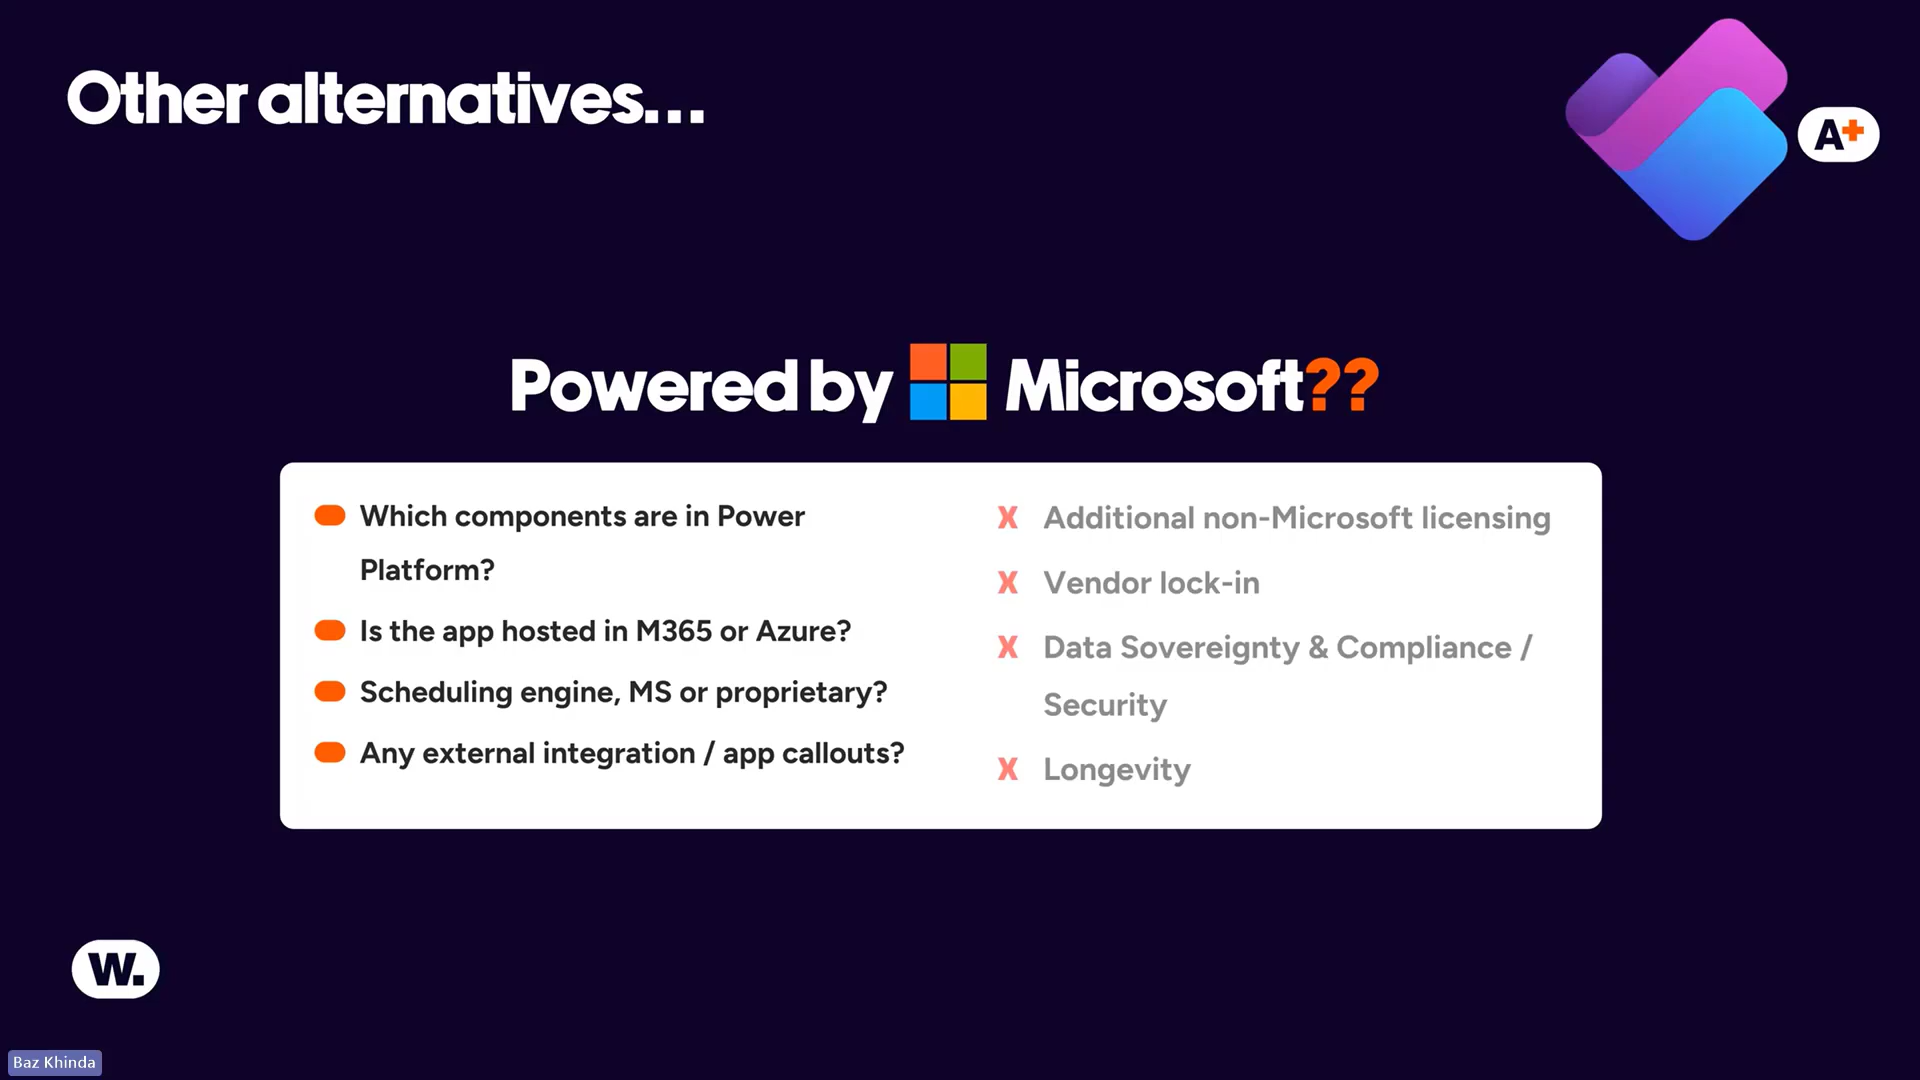 Other alternatives...
A+
Powered by Microsoft??
Which components are in Power
Platform?
Is the app hosted in M365 or Azure?
Scheduling engine, MS or proprietary?
Any external integration / app callouts?
X Additional non-Microsoft licensing
X Vendor lock-in
X Data Sovereignty & Compliance /
Security
X Longevity
W.
Baz Khinda